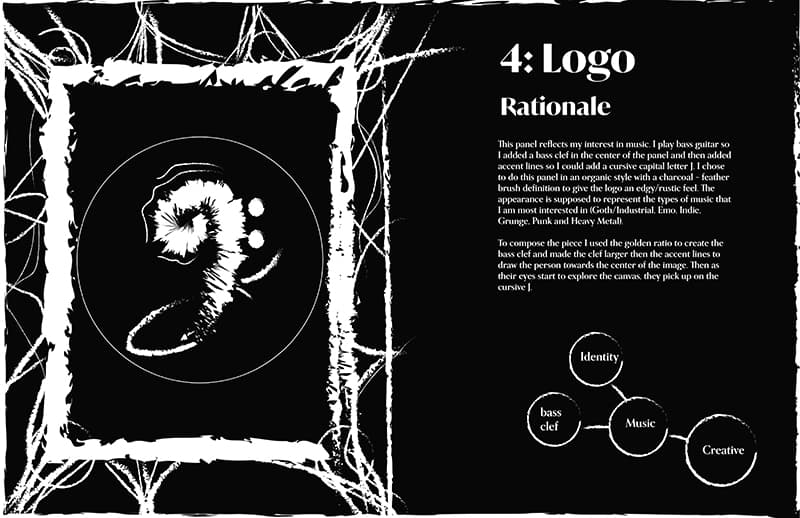 4: Logo
Rationale
This panel reflects my interest in music. I play bass guitar so
I added a bass clef in the center of the panel and then added
accent lines so I could add a cursive capital letter J. I chose
to do this panel in an organic style with a charcoal - feather
brush definition to give the logo an edgy/rustic feel. The
appearance is supposed to represent the types of music that
I am most interested in (Goth/Industrial, Emo, Indie,
Grunge, Punk and Heavy Metal).
To compose the piece I used the golden ratio to create the
bass clef and made the clef larger then the accent lines to
draw the person towards the center of the image. Then as
their eyes start to explore the canvas, they pick up on the
cursive J.
Identity
bass
clef
Music
Creative